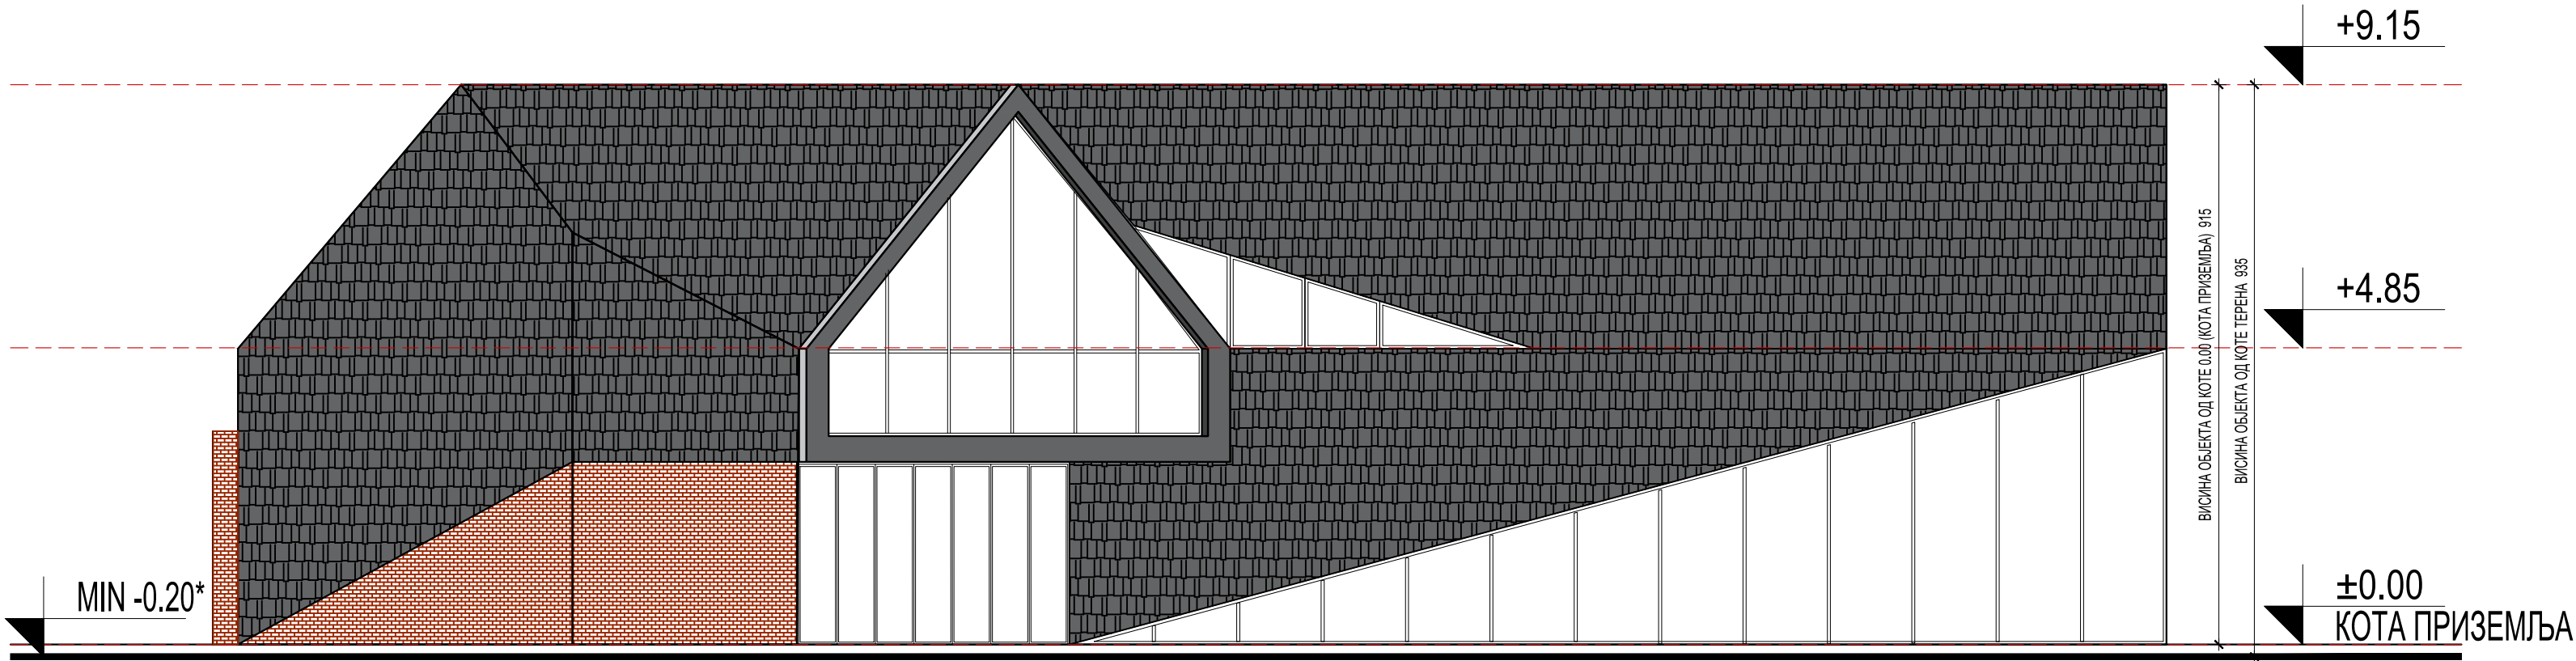 +9.15
ВИСИНА ОБЈЕКТА ОД КОТЕ 0.00 (КОТА ПРИЗЕМЉА) 915
ВИСИНА ОБЈЕКТА ОД КОТЕ ТЕРЕНА 935
+4.85
MIN -0.20*
±0.00
КОТА ПРИЗЕМЉА